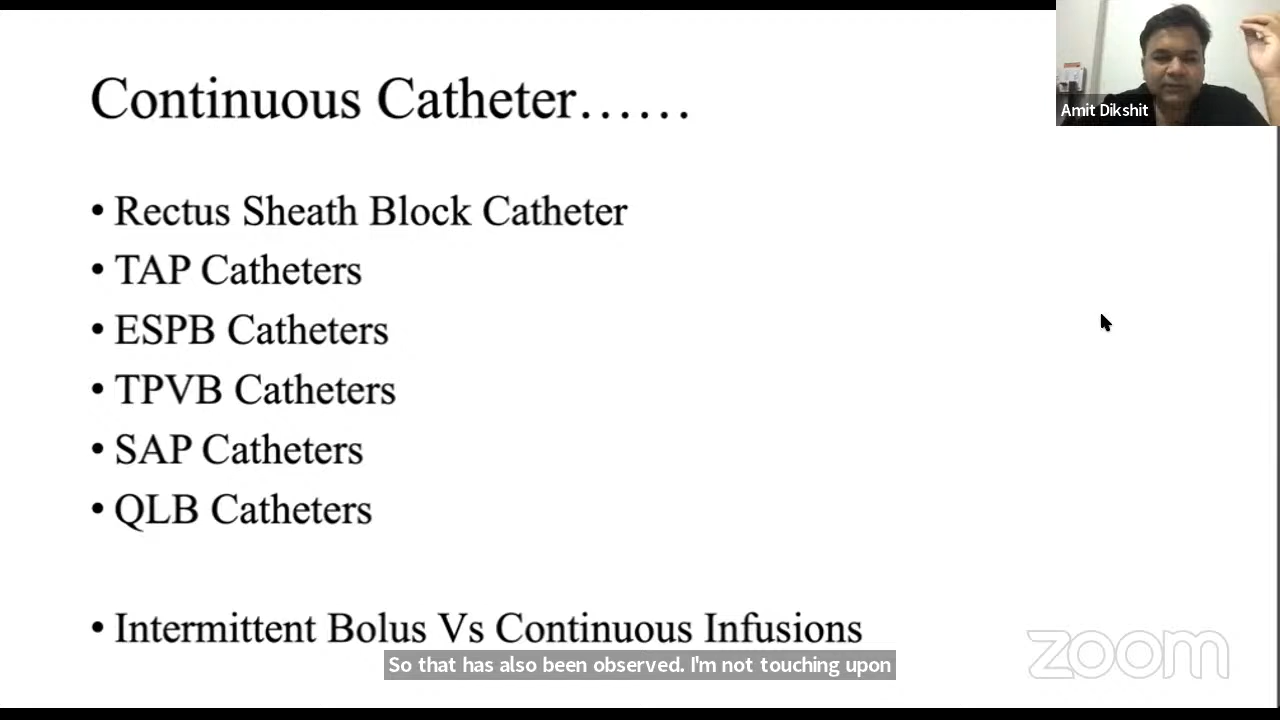 Continuous Catheter......
Amit Dikshit
• Rectus Sheath Block Catheter
• TAP Catheters
• ESPB Catheters
• TPVB Catheters
• SAP Catheters
• QLB Catheters
• Intermittent Bolus Vs Continuous Infusions
So that has also been observed. I'm not touching upon
zoom